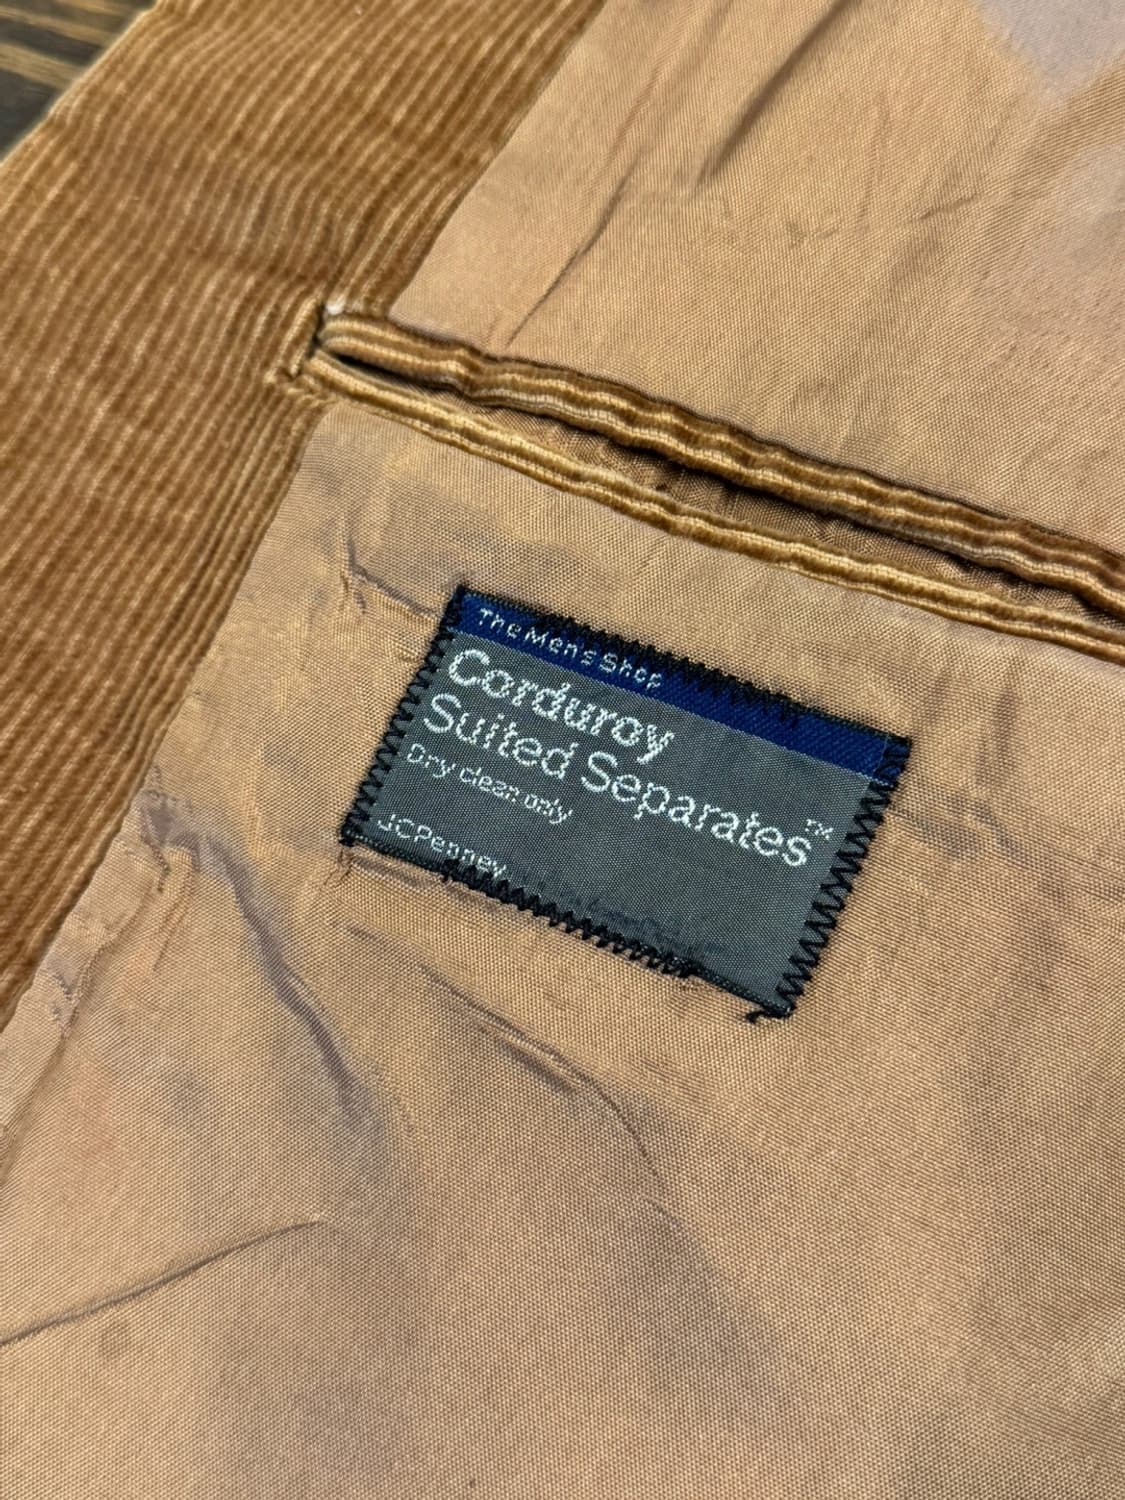 The Men's Shop
Corduroy
Suited Separates™
Dry clean only
JCPenney